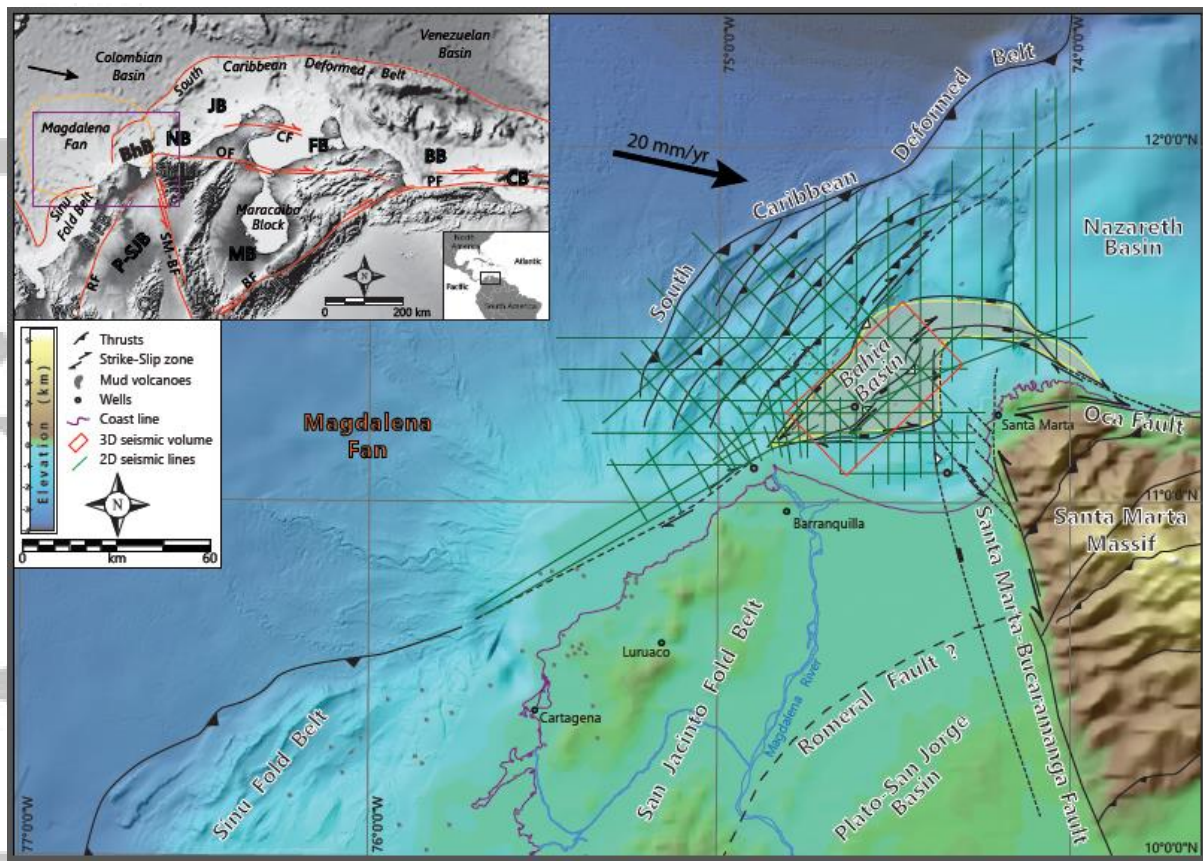 Colombian
Basin
Venezuelan
Basin
South
Caribbean
Deformed
Belt
Magdalena
Fan
BhB
NB
JB
OF
CF
FB
BB
PF
CB
Sinu
Fold Belt
Maracaibo
Block
P-SJB
SM-BF
MB
RF
BF
N
0 200 km
North
America
Atlantic
Pacific
South America
Thrusts
Strike-Slip zone
Mud volcanoes
Wells
Coast line
3D seismic volume
2D seismic lines
Elevation (km)
N
0 60
km
75°0'0"W
74°0'0"W
12°0'0"N
20 mm/yr
South
Caribbean
Deformed
Belt
Nazareth
Basin
Bahia
Basin
Magdalena
Fan
Oca Fault
Santa Marta
11°0'0"N
Santa Marta
Massif
Barranquilla
Santa Marta-Bucaramanga Fault
Luruaco
San Jacinto Fold Belt
Magdalena
River
Romeral Fault ?
Cartagena
Sinu Fold Belt
Plato-San Jorge
Basin
77°0'0"W
76°0'0"W
10°0'0"N